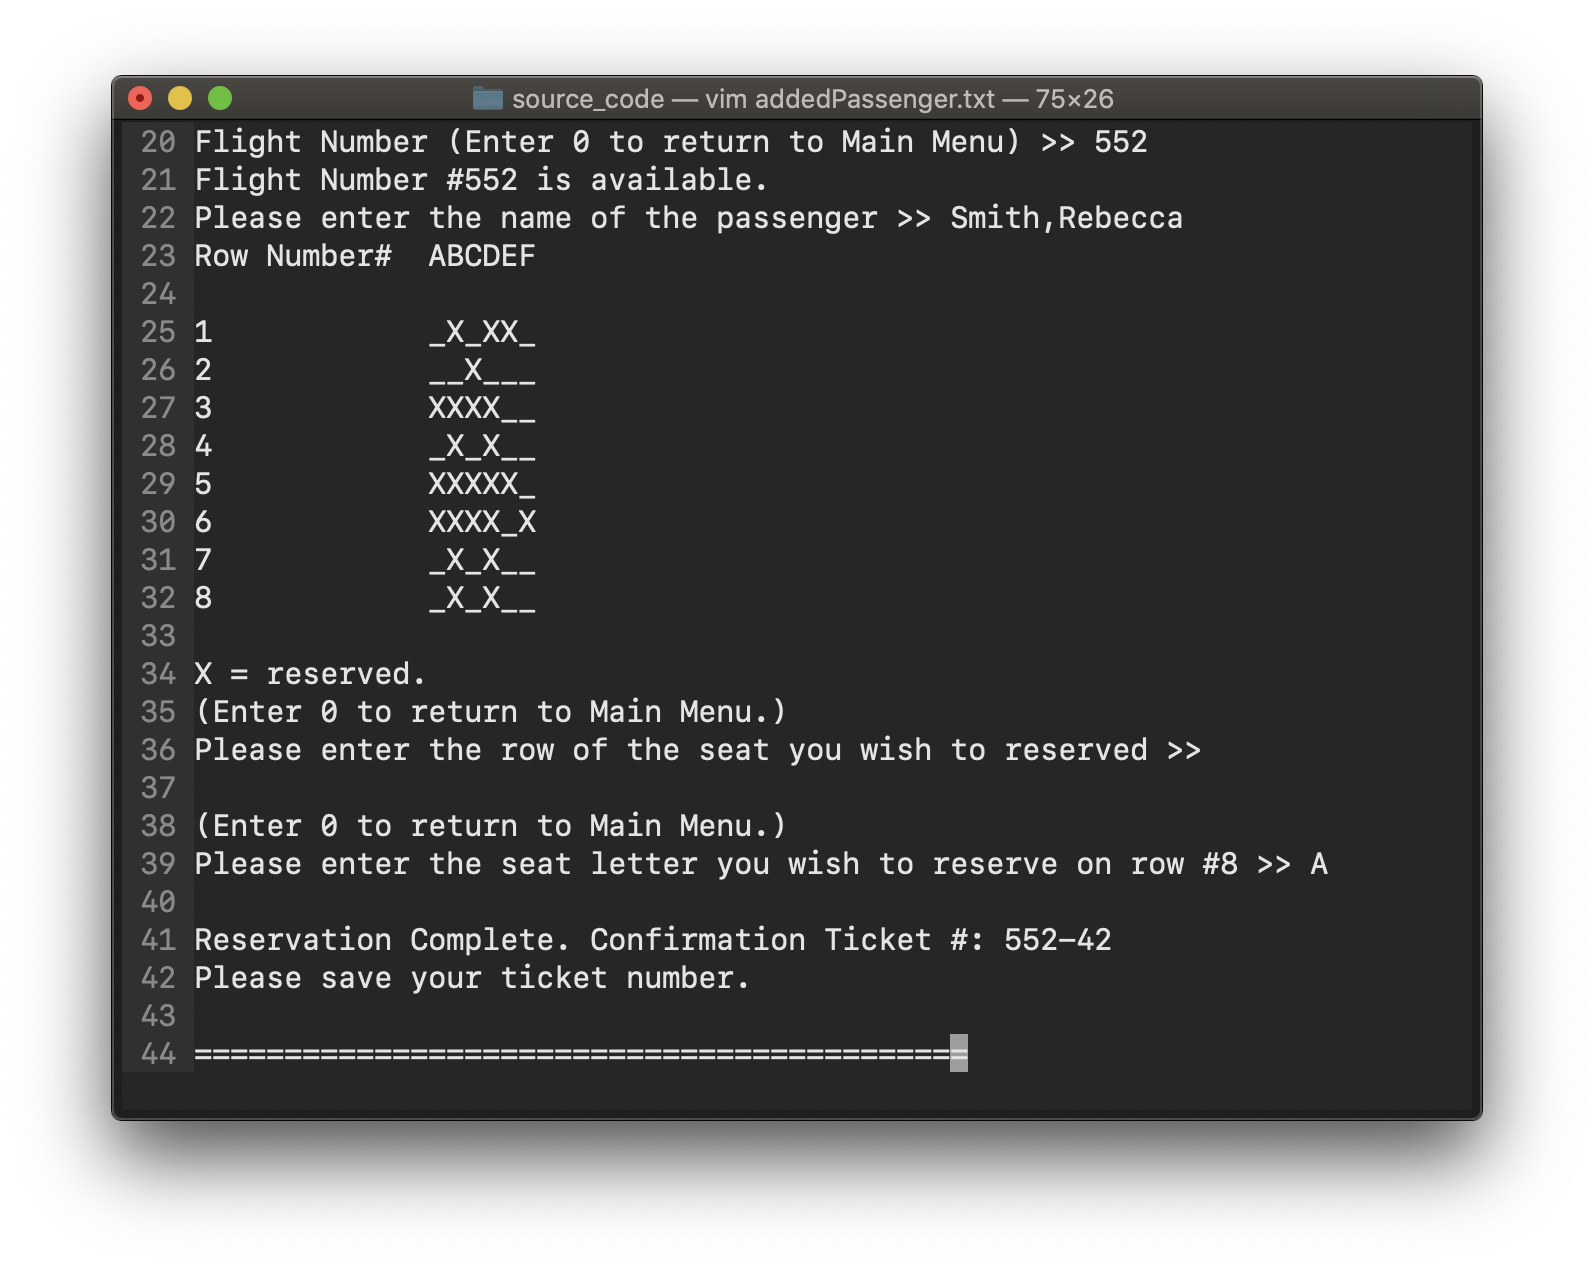 source_code — vim addedPassenger.txt — 75×26
20 Flight Number (Enter 0 to return to Main Menu) >> 552
21 Flight Number #552 is available.
22 Please enter the name of the passenger >> Smith,Rebecca
23 Row Number#  ABCDEF
24
25 1            _X_XX_
26 2            __X___
27 3            XXXX__
28 4            _X_X__
29 5            XXXXX_
30 6            XXXX_X
31 7            _X_X__
32 8            _X_X__
33
34 X = reserved.
35 (Enter 0 to return to Main Menu.)
36 Please enter the row of the seat you wish to reserved >>
37
38 (Enter 0 to return to Main Menu.)
39 Please enter the seat letter you wish to reserve on row #8 >> A
40
41 Reservation Complete. Confirmation Ticket #: 552-42
42 Please save your ticket number.
43
44 ===========================================